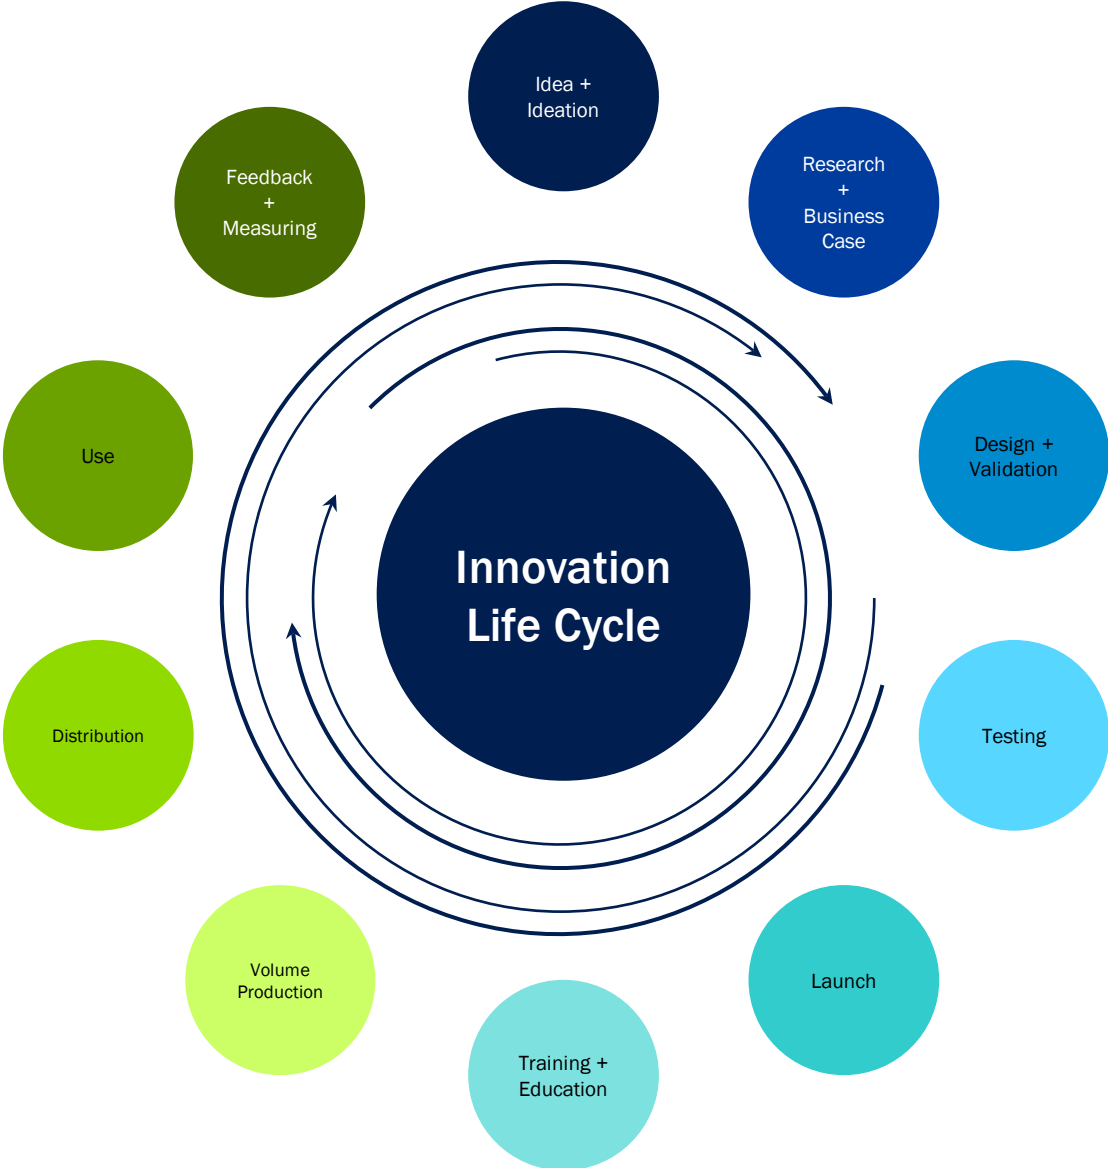 Idea +
Ideation
Research
+
Business
Case
Design +
Validation
Testing
Launch
Training +
Education
Volume
Production
Distribution
Use
Feedback
+
Measuring
Innovation
Life Cycle